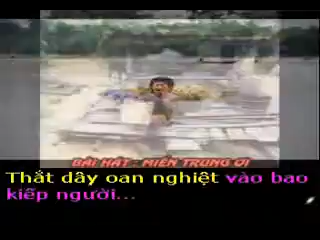 BÀI HÁT - MIỀN TRUNG ƠI
Thắt dây oan nghiệt vào bao
kiếp người...